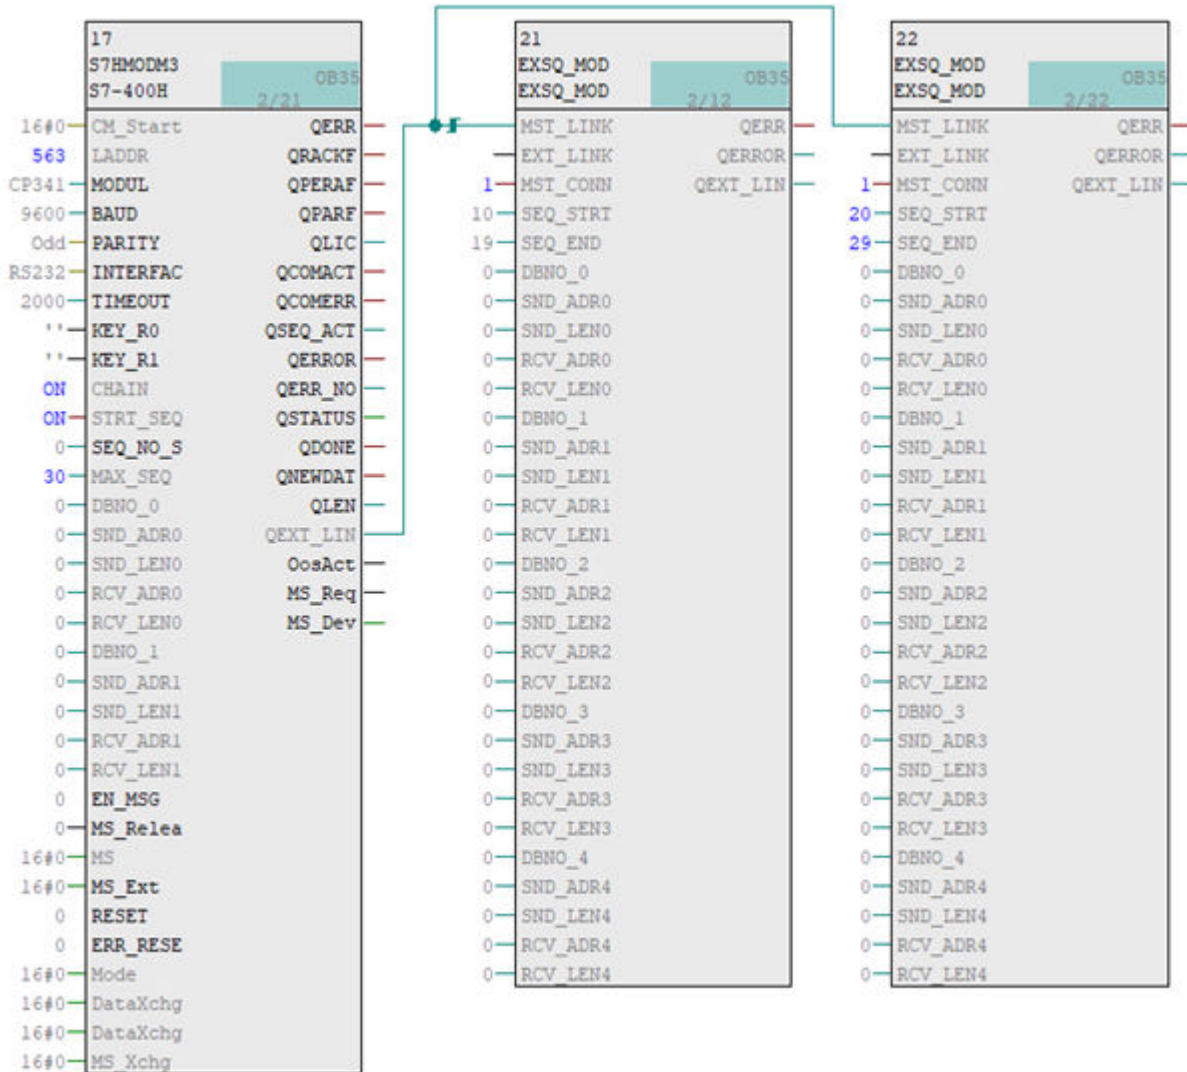 17
S7HMODM3
S7-400H
OB35
2/21
16#0 CM_Start QERR
563 LADDR QRACKF
CP341 MODUL QPERAF
9600 BAUD QPARF
Odd PARITY QLIC
RS232 INTERFAC QCOMACT
2000 TIMEOUT QCOMERR
'' KEY_R0 QSEQ_ACT
'' KEY_R1 QERROR
ON CHAIN QERR_NO
ON STRT_SEQ QSTATUS
0 SEQ_NO_S QDONE
30 MAX_SEQ QNEWDAT
0 DBNO_0 QLEN
0 SND_ADR0 QEXT_LIN
0 SND_LEN0 OosAct
0 RCV_ADR0 MS_Req
0 RCV_LEN0 MS_Dev
0 DBNO_1
0 SND_ADR1
0 SND_LEN1
0 RCV_ADR1
0 RCV_LEN1
0 EN_MSG
0 MS_Relea
16#0 MS
16#0 MS_Ext
0 RESET
0 ERR_RESE
16#0 Mode
16#0 DataXchg
16#0 DataXchg
16#0 MS_Xchg
21
EXSQ_MOD
EXSQ_MOD
OB35
2/12
MST_LINK QERR
EXT_LINK QERROR
1 MST_CONN QEXT_LIN
10 SEQ_STRT
19 SEQ_END
0 DBNO_0
0 SND_ADR0
0 SND_LEN0
0 RCV_ADR0
0 RCV_LEN0
0 DBNO_1
0 SND_ADR1
0 SND_LEN1
0 RCV_ADR1
0 RCV_LEN1
0 DBNO_2
0 SND_ADR2
0 SND_LEN2
0 RCV_ADR2
0 RCV_LEN2
0 DBNO_3
0 SND_ADR3
0 SND_LEN3
0 RCV_ADR3
0 RCV_LEN3
0 DBNO_4
0 SND_ADR4
0 SND_LEN4
0 RCV_ADR4
0 RCV_LEN4
22
EXSQ_MOD
EXSQ_MOD
OB35
2/22
MST_LINK QERR
EXT_LINK QERROR
1 MST_CONN QEXT_LIN
20 SEQ_STRT
29 SEQ_END
0 DBNO_0
0 SND_ADR0
0 SND_LEN0
0 RCV_ADR0
0 RCV_LEN0
0 DBNO_1
0 SND_ADR1
0 SND_LEN1
0 RCV_ADR1
0 RCV_LEN1
0 DBNO_2
0 SND_ADR2
0 SND_LEN2
0 RCV_ADR2
0 RCV_LEN2
0 DBNO_3
0 SND_ADR3
0 SND_LEN3
0 RCV_ADR3
0 RCV_LEN3
0 DBNO_4
0 SND_ADR4
0 SND_LEN4
0 RCV_ADR4
0 RCV_LEN4